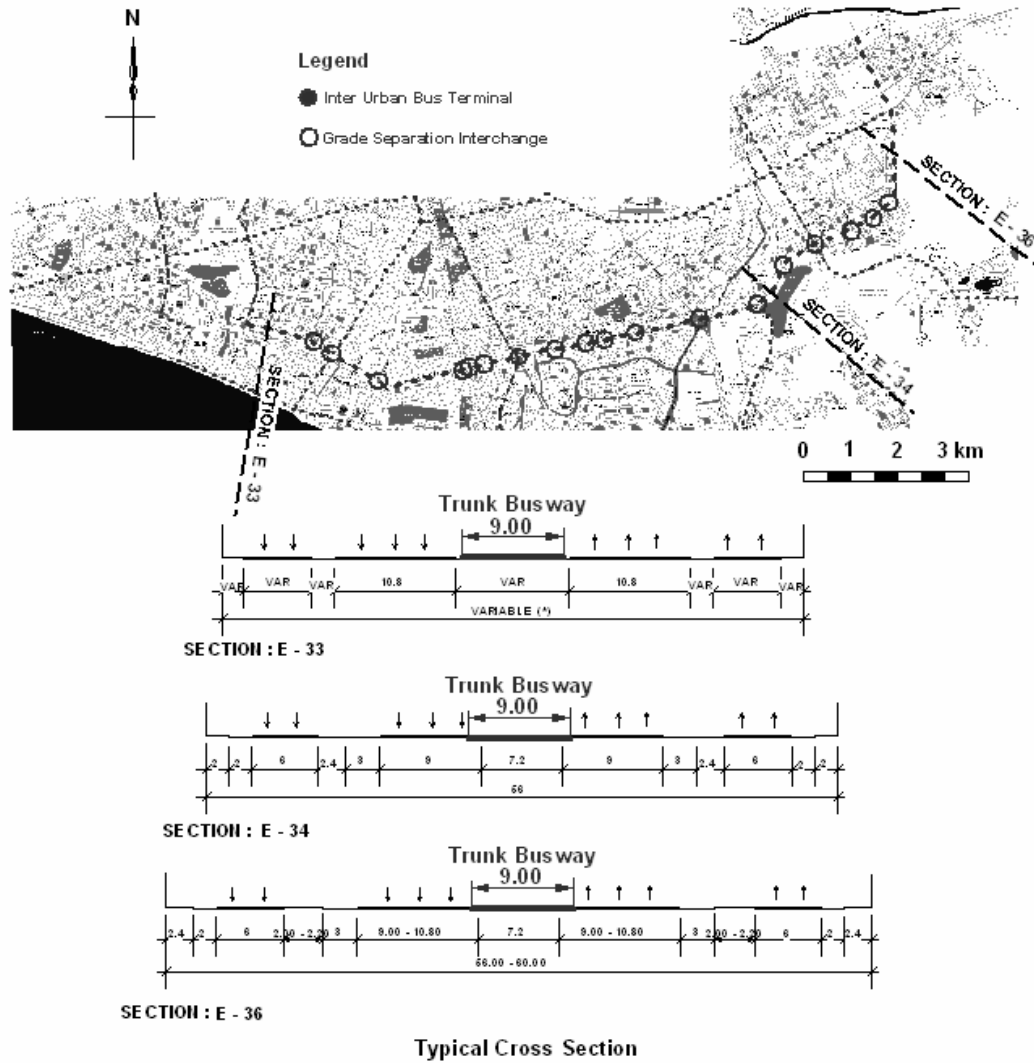 N
Legend
Inter Urban Bus Terminal
Grade Separation Interchange
SECTION : E - 36
SECTION : E - 34
SECTION : E - 33
0 1 2 3 km
Trunk Busway
9.00
VAR VAR VAR 10.8 VAR 10.8 VAR VAR VAR
VARIABLE (*)
SECTION : E - 33
Trunk Busway
9.00
2 2 6 2.4 3 9 7.2 9 3 2.4 6 2 2
56
SECTION : E - 34
Trunk Busway
9.00
2.4 2 6 2.00 - 2.20 3 9.00 - 10.80 7.2 9.00 - 10.80 3 2.00 - 2.20 6 2 2.4
56.00 - 60.00
SECTION : E - 36
Typical Cross Section